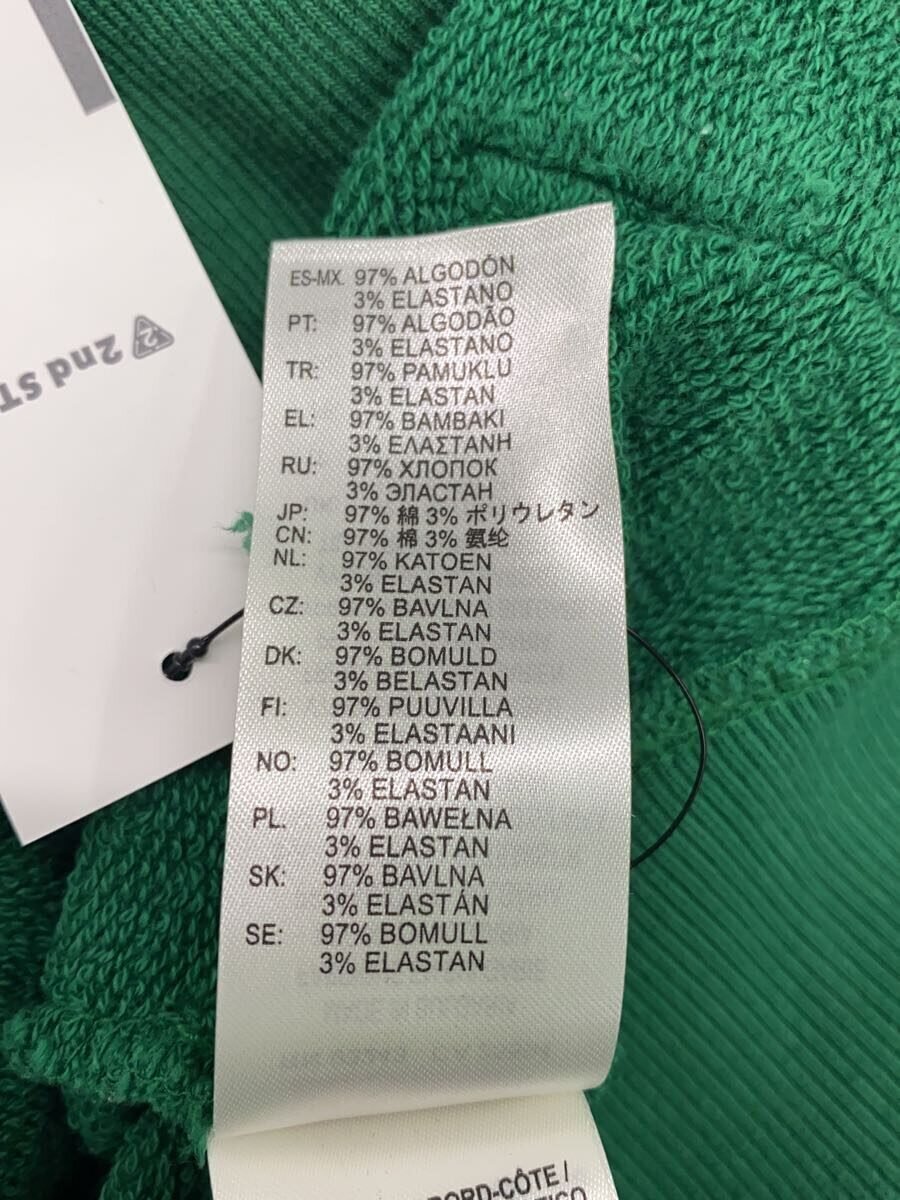 2nd ST
ES-MX. 97% ALGODÓN
3% ELASTANO
PT: 97% ALGODÃO
3% ELASTANO
TR: 97% PAMUKLU
3% ELASTAN
EL: 97% BAMBAKI
3% ΕΛΑΣΤΑΝΗ
RU: 97% ХЛОПОК
3% ЭЛАСТАН
JP: 97% 綿 3% ポリウレタン
CN: 97% 棉 3% 氨纶
NL: 97% KATOEN
3% ELASTAN
CZ: 97% BAVLNA
3% ELASTAN
DK: 97% BOMULD
3% BELASTAN
FI: 97% PUUVILLA
3% ELASTAANI
NO: 97% BOMULL
3% ELASTAN
PL. 97% BAWEŁNA
3% ELASTAN
SK: 97% BAVLNA
3% ELASTÁN
SE: 97% BOMULL
3% ELASTAN
BORD-CÔTE /